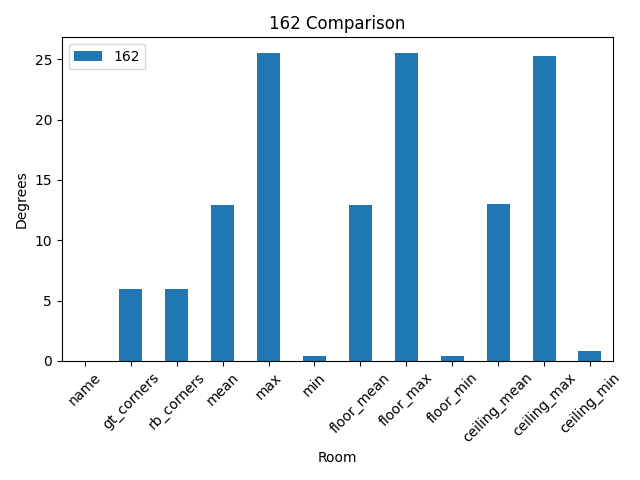 162 Comparison
162
Degrees
25
20
15
10
5
0
name
gt_corners
rb_corners
mean
max
min
floor_mean
floor_max
floor_min
ceiling_mean
ceiling_max
ceiling_min
Room